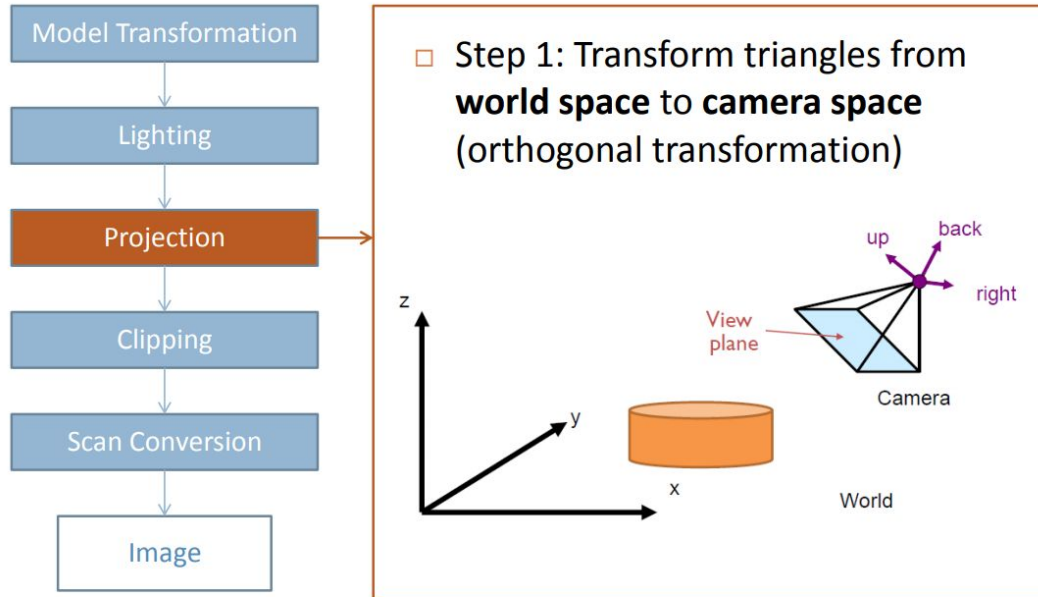 Model Transformation
Lighting
Projection
Clipping
Scan Conversion
Image
□ Step 1: Transform triangles from
world space to camera space
(orthogonal transformation)
up
back
right
z
View
plane
Camera
y
x
World